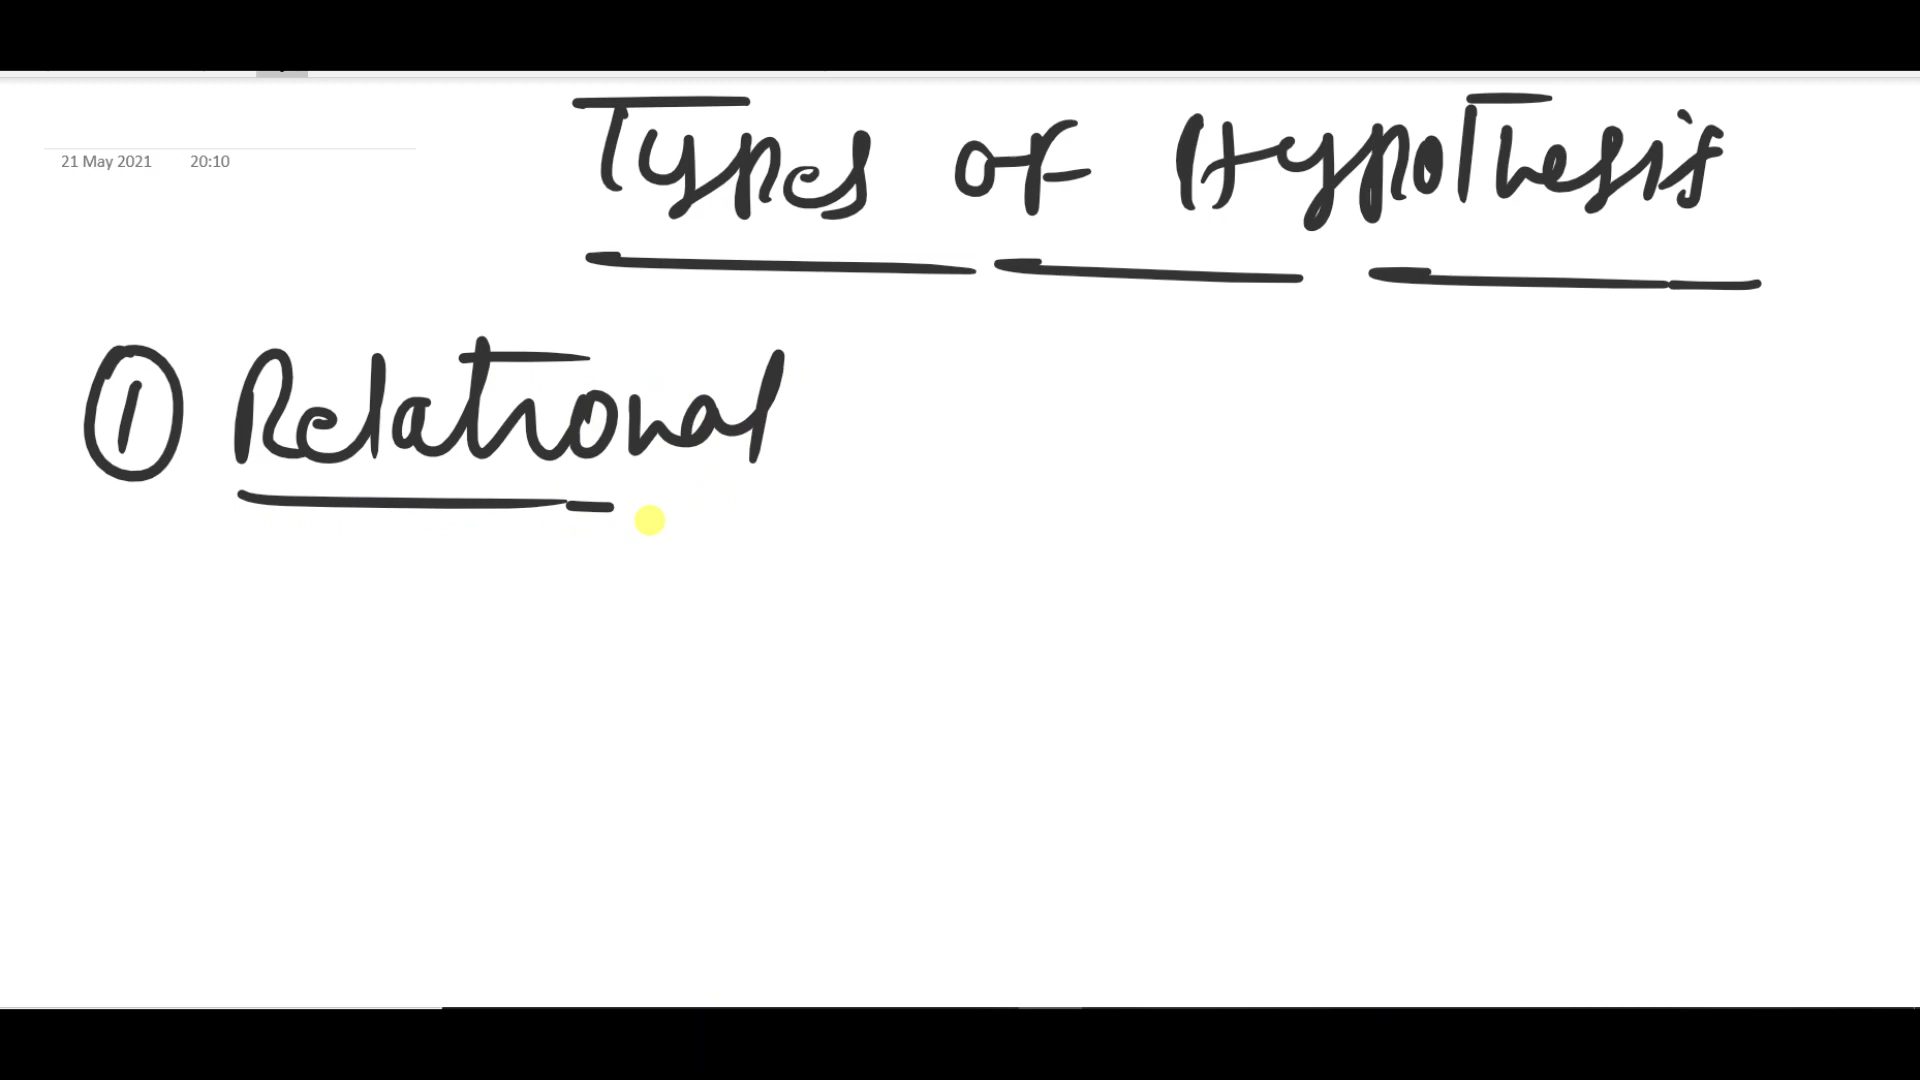 Types of Hypothesis
21 May 2021 20:10
① Relational